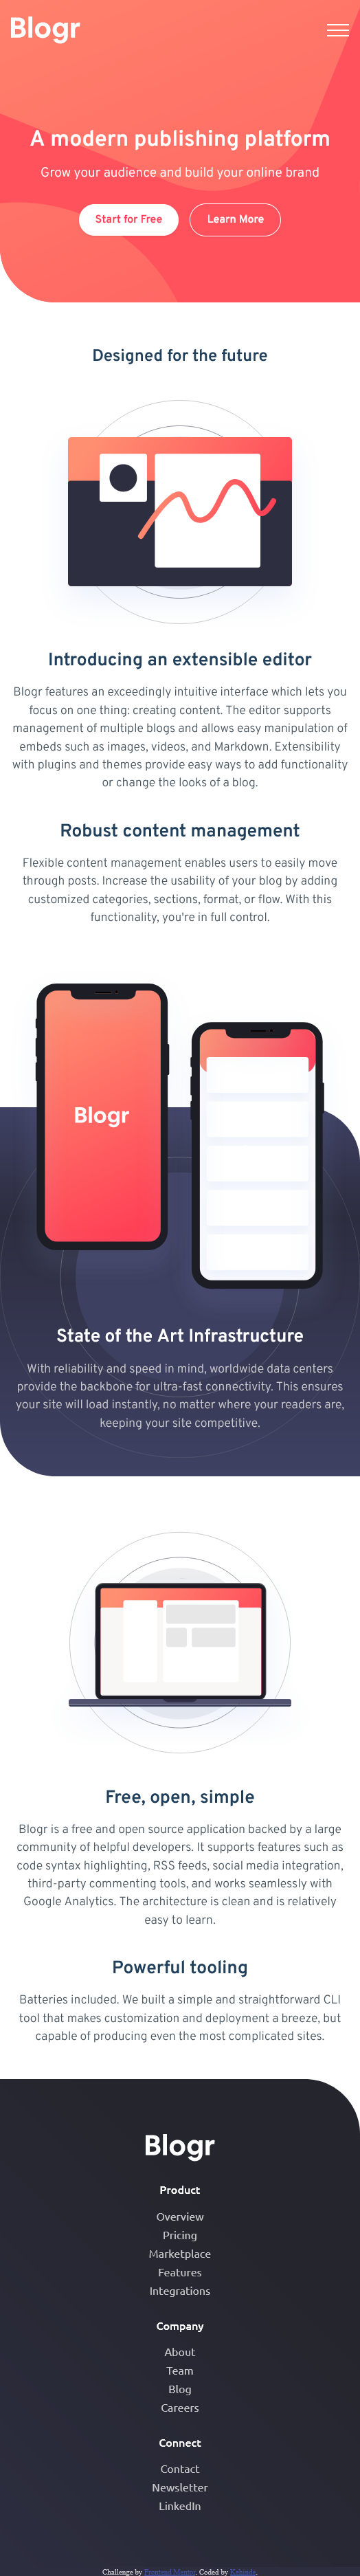 Blogr
A modern publishing platform
Grow your audience and build your online brand
Start for Free
Learn More
Designed for the future
Introducing an extensible editor
Blogr features an exceedingly intuitive interface which lets you
focus on one thing: creating content. The editor supports
management of multiple blogs and allows easy manipulation of
embeds such as images, videos, and Markdown. Extensibility
with plugins and themes provide easy ways to add functionality
or change the looks of a blog.
Robust content management
Flexible content management enables users to easily move
through posts. Increase the usability of your blog by adding
customized categories, sections, format, or flow. With this
functionality, you're in full control.
Blogr
State of the Art Infrastructure
With reliability and speed in mind, worldwide data centers
provide the backbone for ultra-fast connectivity. This ensures
your site will load instantly, no matter where your readers are,
keeping your site competitive.
Free, open, simple
Blogr is a free and open source application backed by a large
community of helpful developers. It supports features such as
code syntax highlighting, RSS feeds, social media integration,
third-party commenting tools, and works seamlessly with
Google Analytics. The architecture is clean and is relatively
easy to learn.
Powerful tooling
Batteries included. We built a simple and straightforward CLI
tool that makes customization and deployment a breeze, but
capable of producing even the most complicated sites.
Blogr
Product
Overview
Pricing
Marketplace
Features
Integrations
Company
About
Team
Blog
Careers
Connect
Contact
Newsletter
LinkedIn
Challenge by Frontend Mentor. Coded by Kehinde.